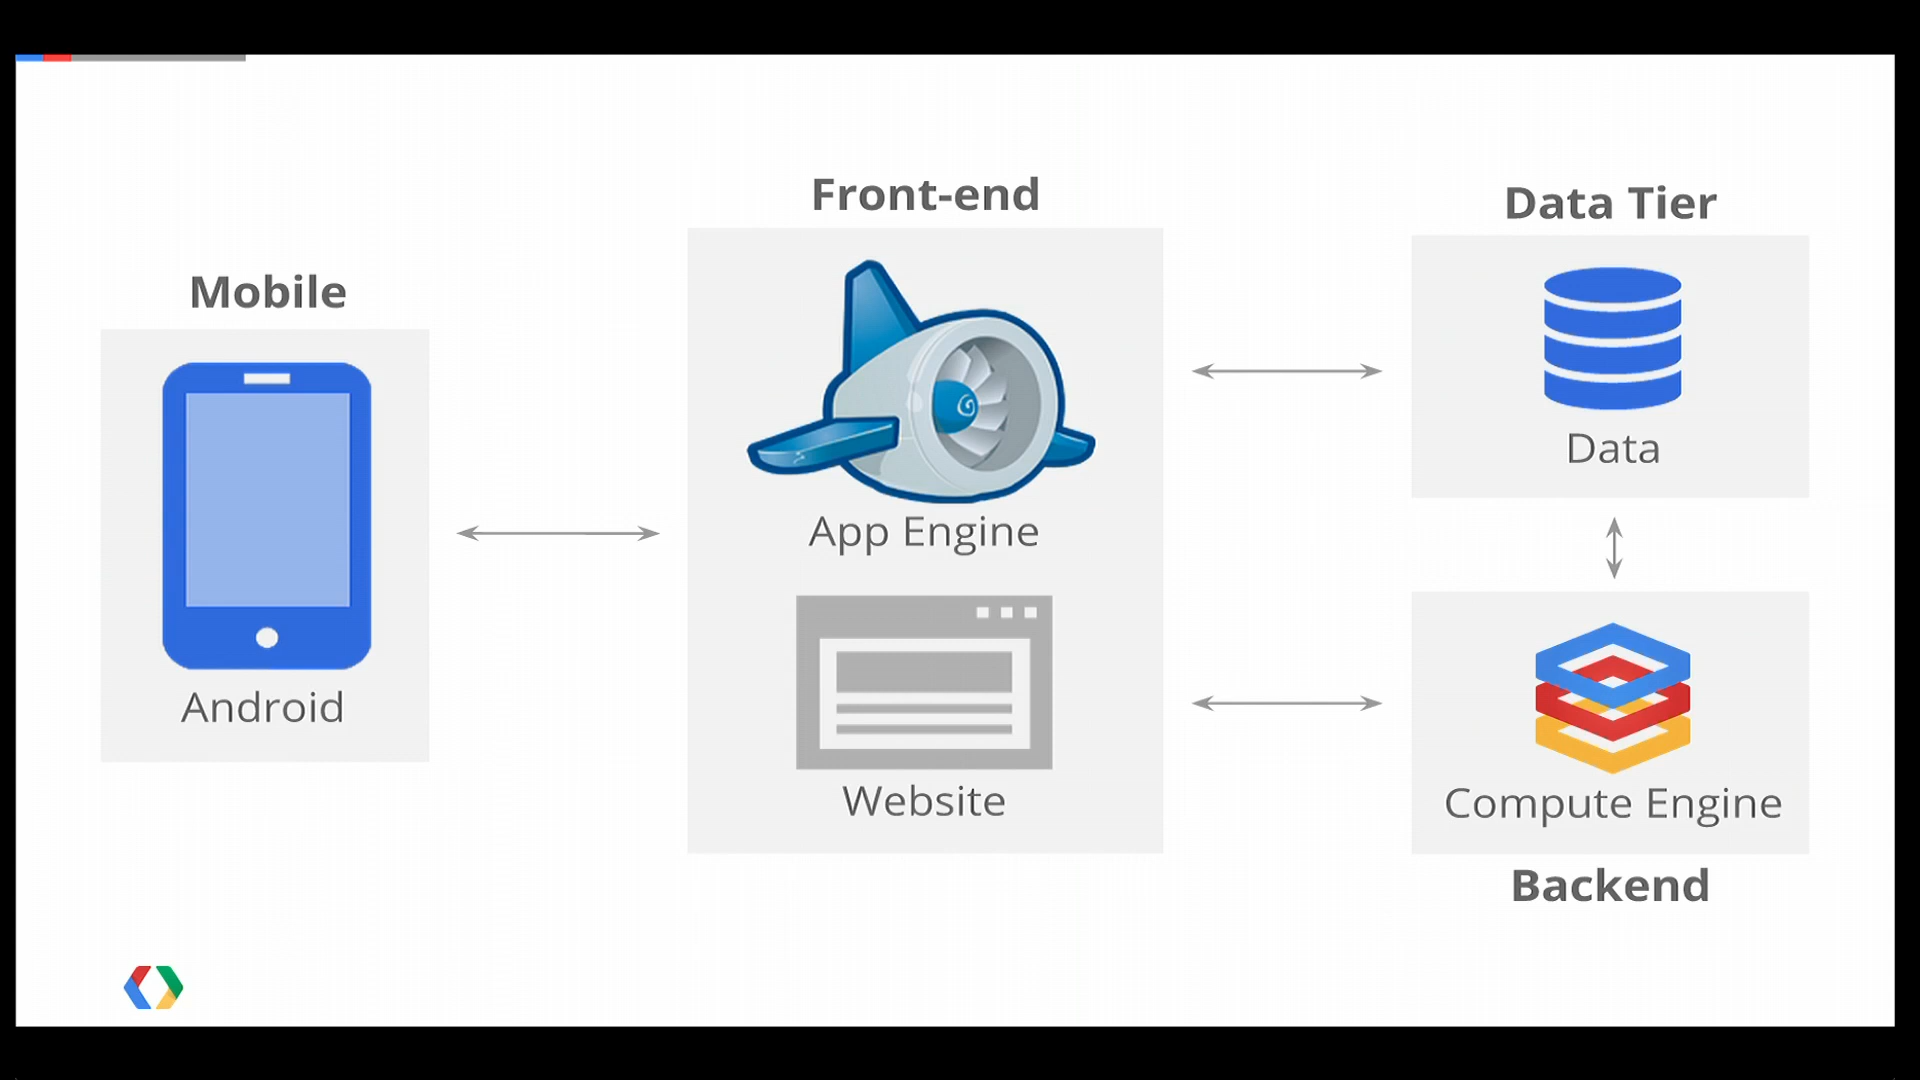 Mobile
Android
Front-end
App Engine
Website
Data Tier
Data
Compute Engine
Backend